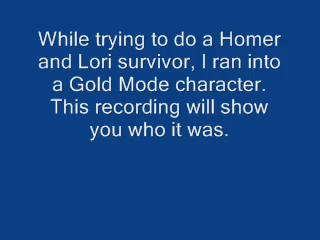 While trying to do a Homer
and Lori survivor, I ran into
a Gold Mode character.
This recording will show
you who it was.